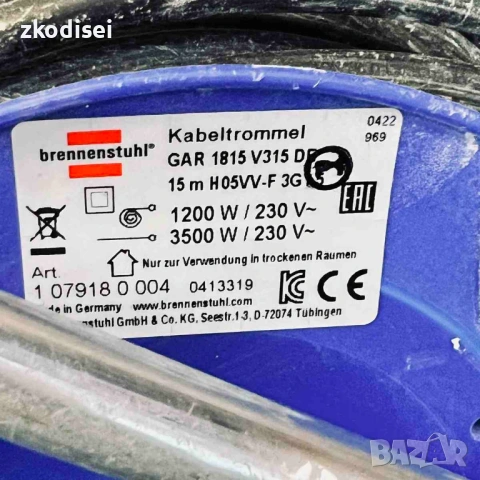 zkodisei
0422
969
brennenstuhl®
Kabeltrommel
GAR 1815 V315 DE
15 m H05VV-F 3G
EAC
1200 W / 230 V~
3500 W / 230 V~
Nur zur Verwendung in trockenen Räumen
Art.
1 07918 0 004 0413319
in Germany www.brennenstuhl.com
GmbH & Co. KG, Seestr.1-3, D-72074 Tübingen
KC CE
BAZAR